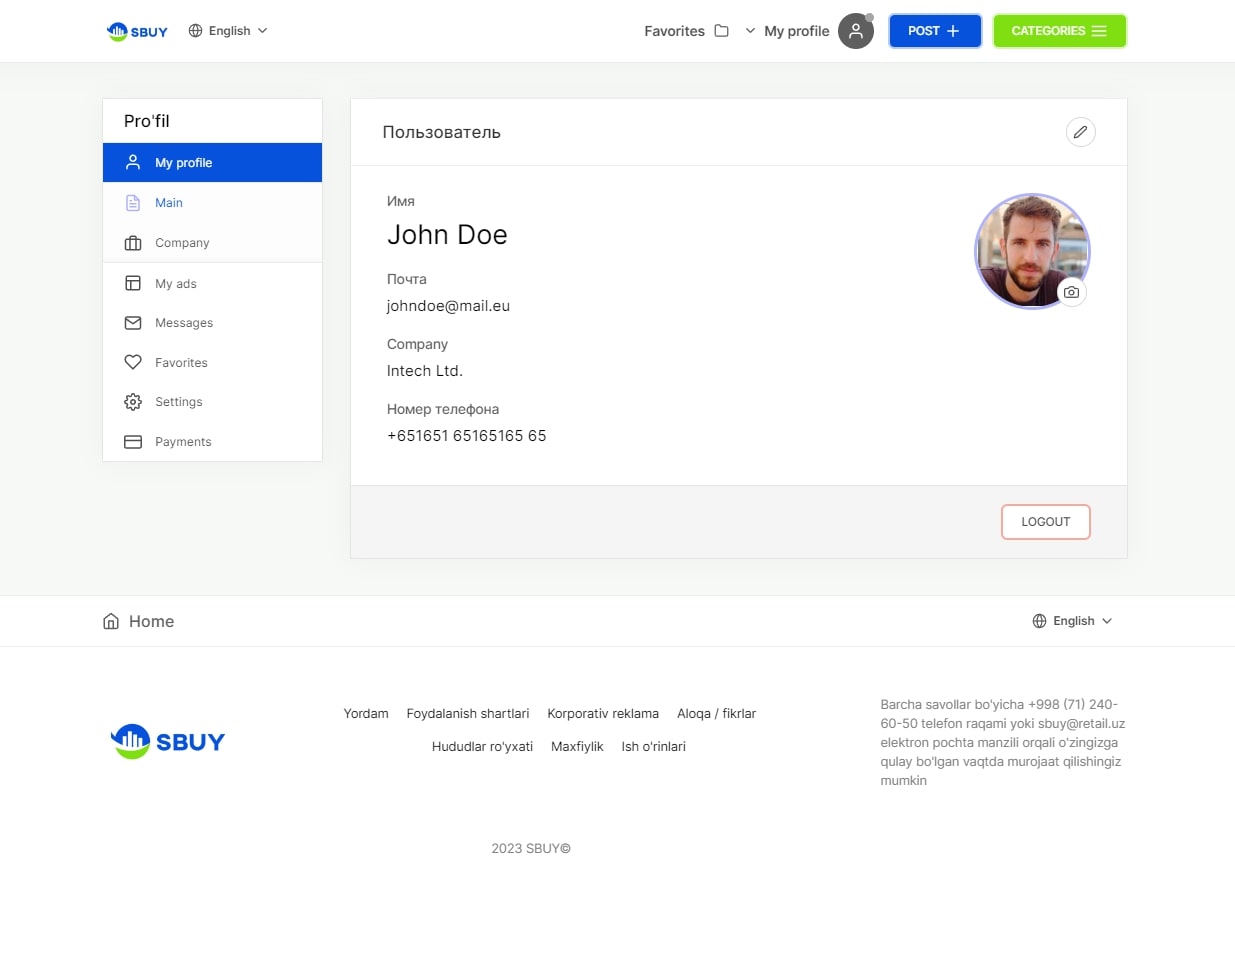 SBUY
English
Favorites
My profile
POST
CATEGORIES
Pro'fil
My profile
Main
Company
My ads
Messages
Favorites
Settings
Payments
Пользователь
Имя
John Doe
Почта
johndoe@mail.eu
Company
Intech Ltd.
Номер телефона
+651651 65165165 65
LOGOUT
Home
English
SBUY
Yordam
Foydalanish shartlari
Korporativ reklama
Aloqa / fikrlar
Hududlar ro'yxati
Maxfiylik
Ish o'rinlari
Barcha savollar bo'yicha +998 (71) 240-
60-50 telefon raqami yoki sbuy@retail.uz
elektron pochta manzili orqali o'zingizga
qulay bo'lgan vaqtda murojaat qilishingiz
mumkin
2023 SBUY©